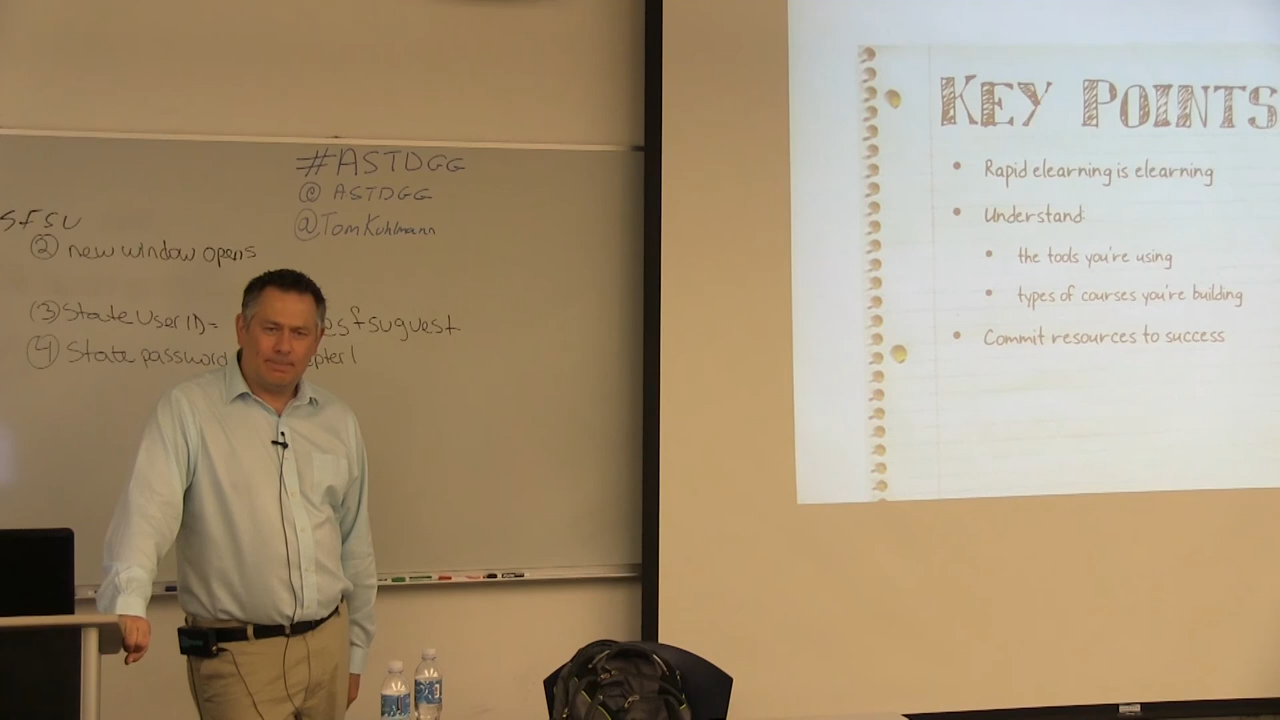 #ASTDGG
@ ASTDGG
@TomKuhlmann
SFSU
② new window opens
③ State User ID= sfsuguest
④ State password
KEY POINTS
• Rapid elearning is elearning
• Understand:
• the tools you're using
• types of courses you're building
• Commit resources to success